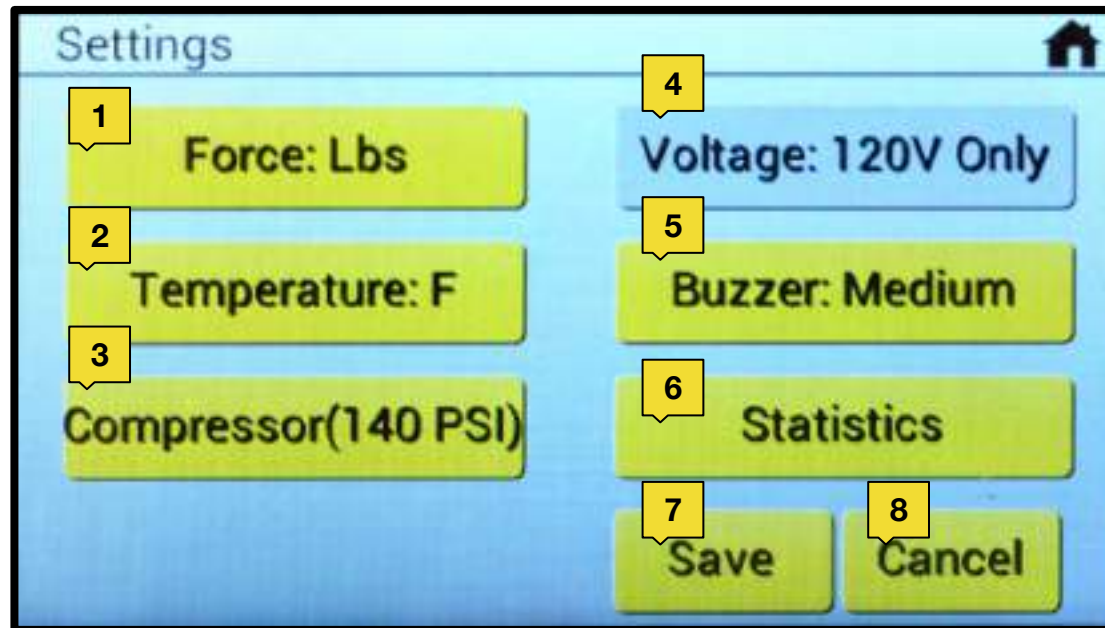 Settings
1
Force: Lbs
2
Temperature: F
3
Compressor(140 PSI)
4
Voltage: 120V Only
5
Buzzer: Medium
6
Statistics
7
Save
8
Cancel